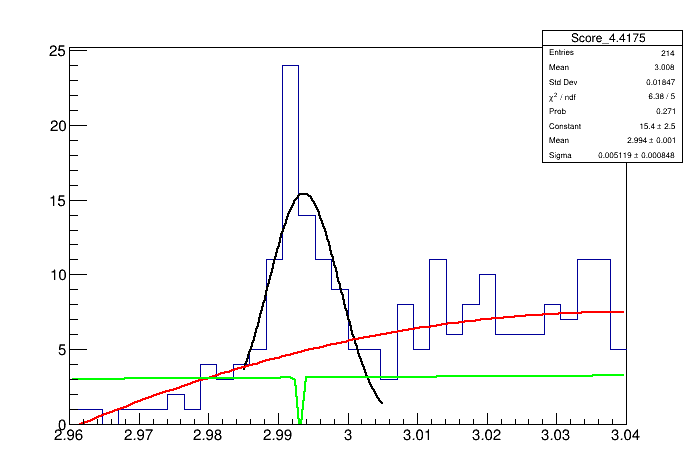 Score_4.4175
Entries 214
Mean 3.008
Std Dev 0.01847
χ² / ndf 6.38 / 5
Prob 0.271
Constant 15.4 ± 2.5
Mean 2.994 ± 0.001
Sigma 0.005119 ± 0.000848
25
20
15
10
5
0
2.96 2.97 2.98 2.99 3 3.01 3.02 3.03 3.04